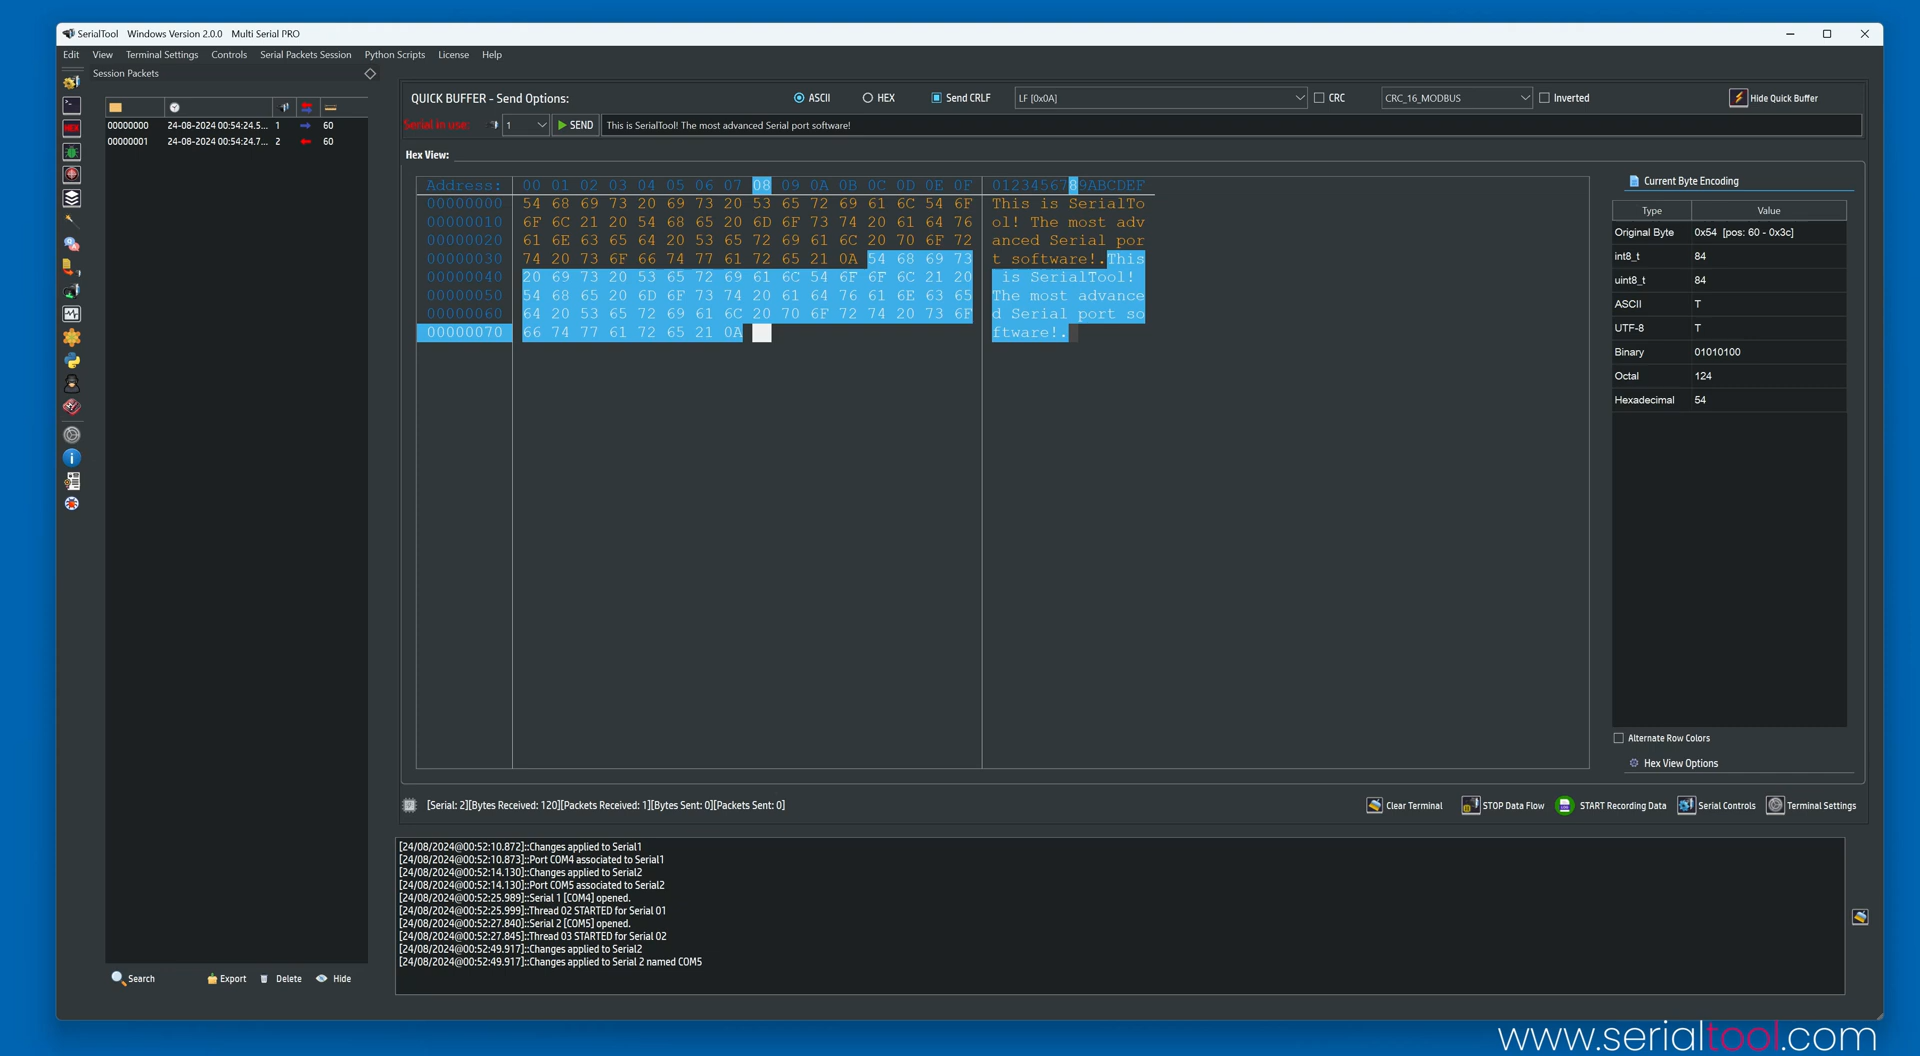 SerialTool Windows Version 2.0.0 Multi Serial PRO
Edit View Terminal Settings Controls Serial Packets Session Python Scripts License Help
Session Packets
00000000 24-08-2024 00:54:24.5... 1 60
00000001 24-08-2024 00:54:24.7... 2 60
Search Export Delete Hide
QUICK BUFFER - Send Options: ASCII HEX Send CRLF LF [0x0A] CRC CRC_16_MODBUS Inverted Hide Quick Buffer
Serial in use: 1 SEND This is SerialTool! The most advanced Serial port software!
Hex View:
Address: 00 01 02 03 04 05 06 07 08 09 0A 0B 0C 0D 0E 0F 0123456789ABCDEF
00000000 54 68 69 73 20 69 73 20 53 65 72 69 61 6C 54 6F This is SerialTo
00000010 6F 6C 21 20 54 68 65 20 6D 6F 73 74 20 61 64 76 ol! The most adv
00000020 61 6E 63 65 64 20 53 65 72 69 61 6C 20 70 6F 72 anced Serial por
00000030 74 20 73 6F 66 74 77 61 72 65 21 0A 54 68 69 73 t software!.This
00000040 20 69 73 20 53 65 72 69 61 6C 54 6F 6F 6C 21 20 is SerialTool!
00000050 54 68 65 20 6D 6F 73 74 20 61 64 76 61 6E 63 65 The most advance
00000060 64 20 53 65 72 69 61 6C 20 70 6F 72 74 20 73 6F d Serial port so
00000070 66 74 77 61 72 65 21 0A ftware!.
Current Byte Encoding
Type Value
Original Byte 0x54 [pos: 60 - 0x3c]
int8_t 84
uint8_t 84
ASCII T
UTF-8 T
Binary 01010100
Octal 124
Hexadecimal 54
Alternate Row Colors
Hex View Options
[Serial: 2][Bytes Received: 120][Packets Received: 1][Bytes Sent: 0][Packets Sent: 0]
Clear Terminal STOP Data Flow START Recording Data Serial Controls Terminal Settings
[24/08/2024@00:52:10.872]::Changes applied to Serial1
[24/08/2024@00:52:10.873]::Port COM4 associated to Serial1
[24/08/2024@00:52:14.130]::Changes applied to Serial2
[24/08/2024@00:52:14.130]::Port COM5 associated to Serial2
[24/08/2024@00:52:25.989]::Serial 1 [COM4] opened.
[24/08/2024@00:52:25.999]::Thread 02 STARTED for Serial 01
[24/08/2024@00:52:27.840]::Serial 2 [COM5] opened.
[24/08/2024@00:52:27.845]::Thread 03 STARTED for Serial 02
[24/08/2024@00:52:49.917]::Changes applied to Serial2
[24/08/2024@00:52:49.917]::Changes applied to Serial 2 named COM5
www.serialtool.com